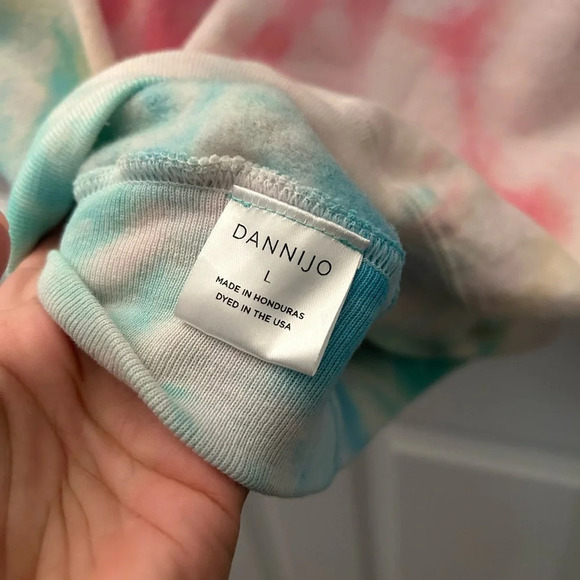 DANNIJO
L
MADE IN HONDURAS
DYED IN THE USA